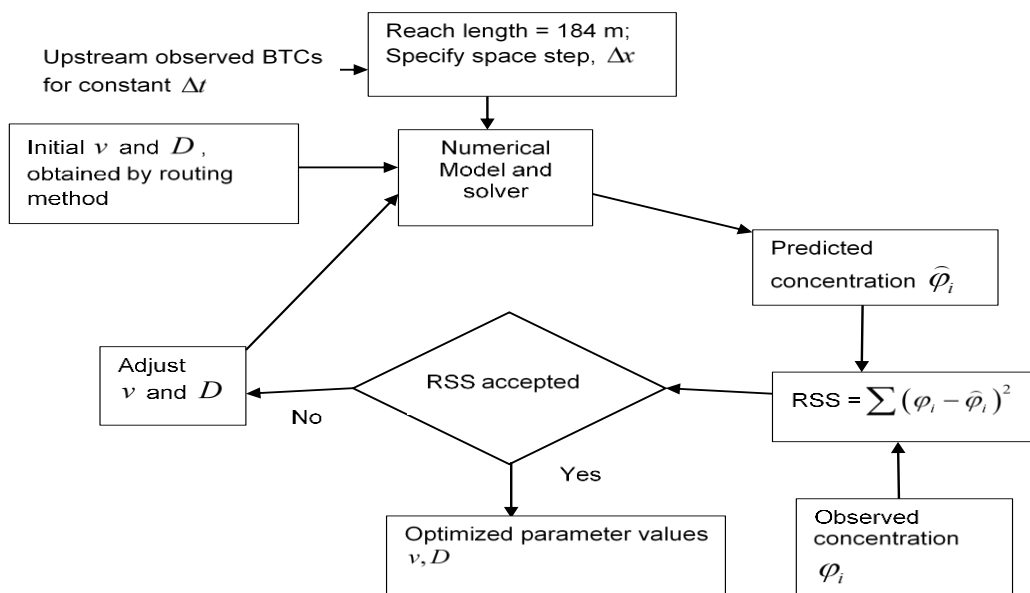 Reach length = 184 m;
Specify space step, Δx
Upstream observed BTCs
for constant Δt
Initial v and D ,
obtained by routing
method
Numerical
Model and
solver
Predicted
concentration φ̂ᵢ
Adjust
v and D
No
RSS accepted
RSS = ∑ (φᵢ − φ̂ᵢ)²
Yes
Optimized parameter values
v, D
Observed
concentration
φᵢ